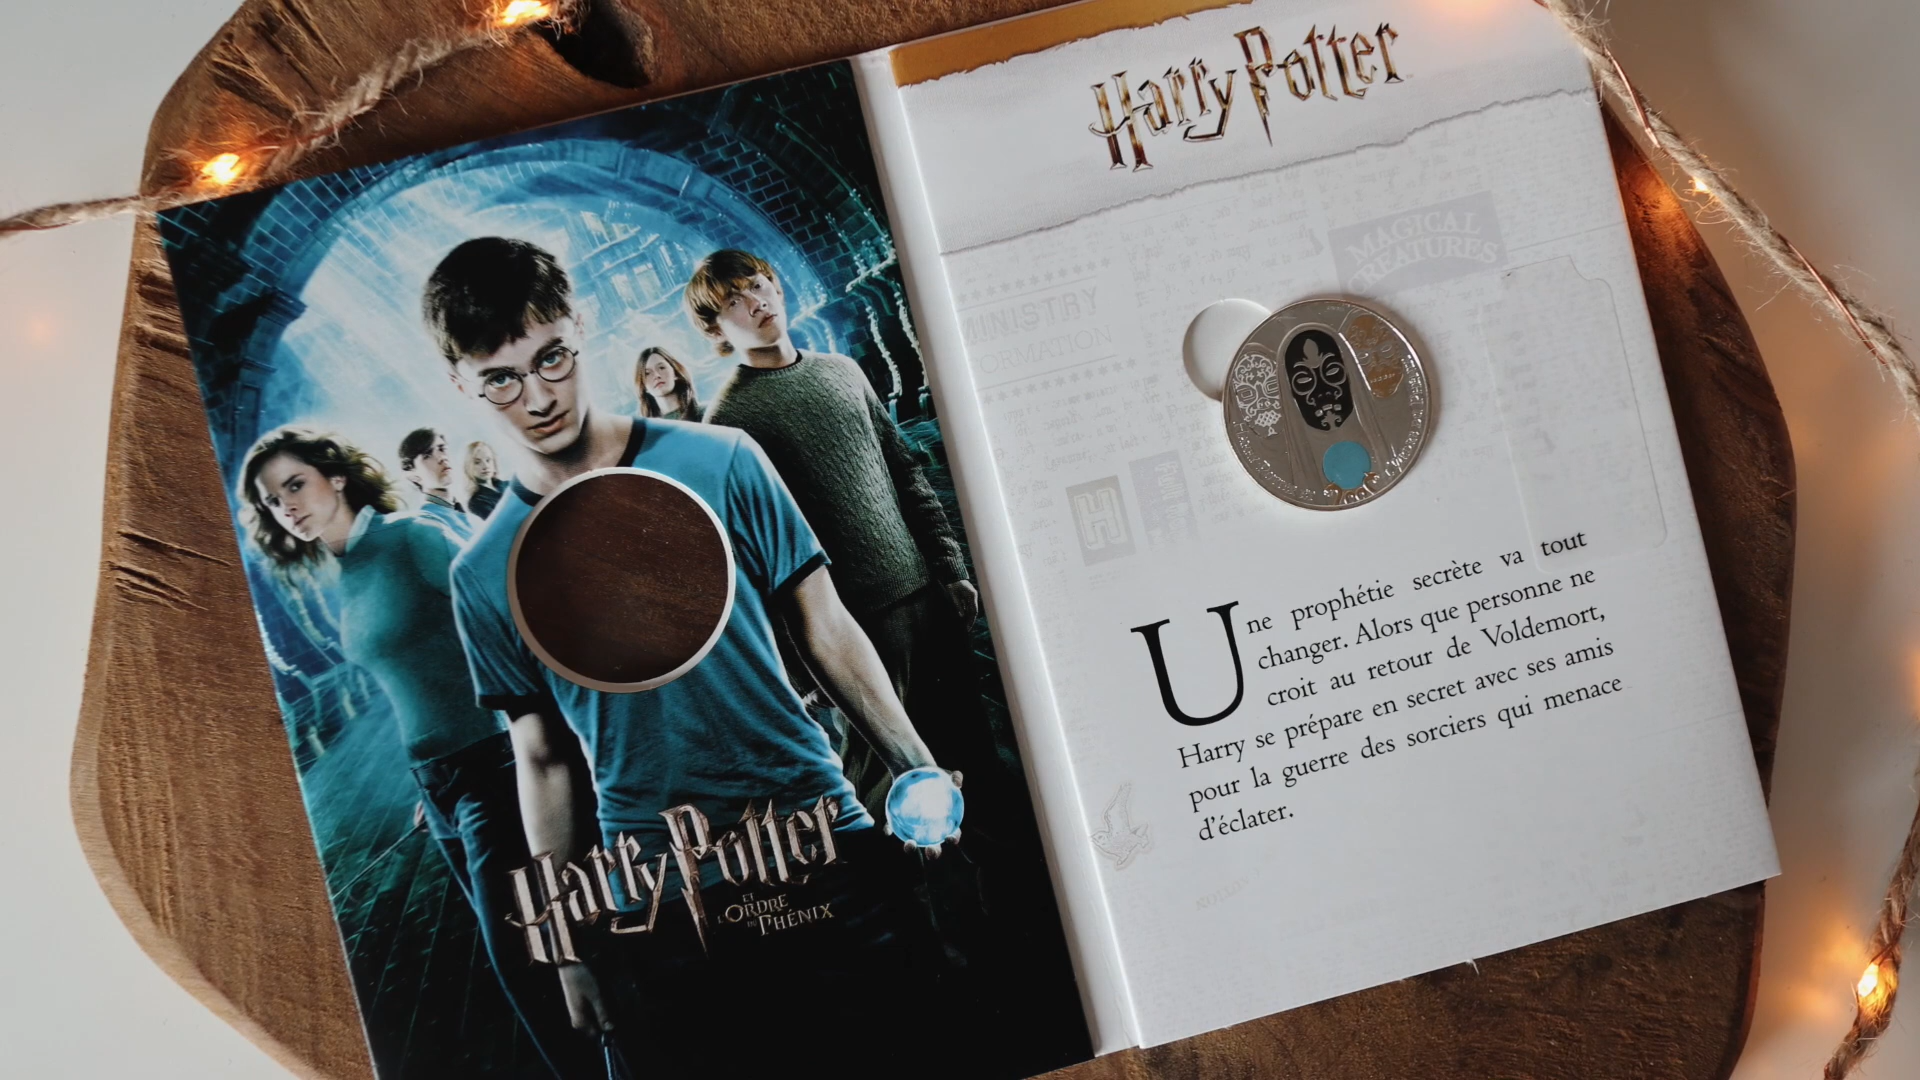 Harry Potter
ET
L'ORDRE
DU PHÉNIX
Harry Potter
MAGICAL
CREATURES
MINISTRY
ORMATION
H
Une prophétie secrète va tout
changer. Alors que personne ne
croit au retour de Voldemort,
Harry se prépare en secret avec ses amis
pour la guerre des sorciers qui menace
d'éclater.